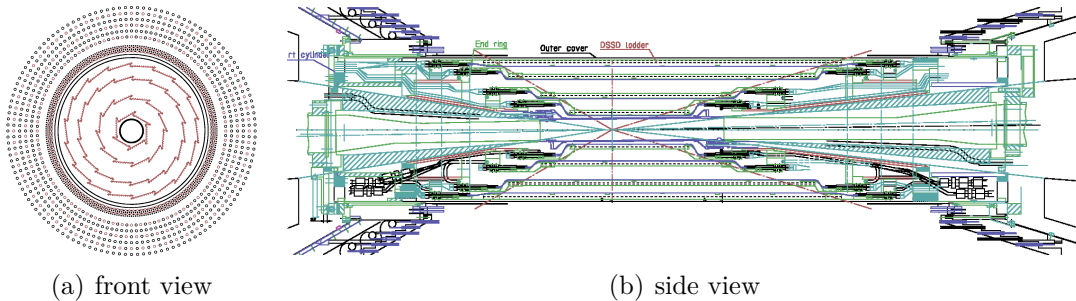 End ring
Outer cover
DSSD ladder
rt cylinder
(a) front view
(b) side view